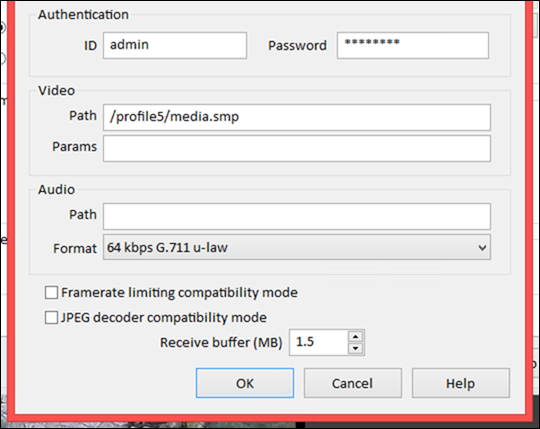 Authentication
ID admin Password ********
Video
Path /profile5/media.smp
Params
Audio
Path
Format 64 kbps G.711 u-law
Framerate limiting compatibility mode
JPEG decoder compatibility mode
Receive buffer (MB) 1.5
OK Cancel Help